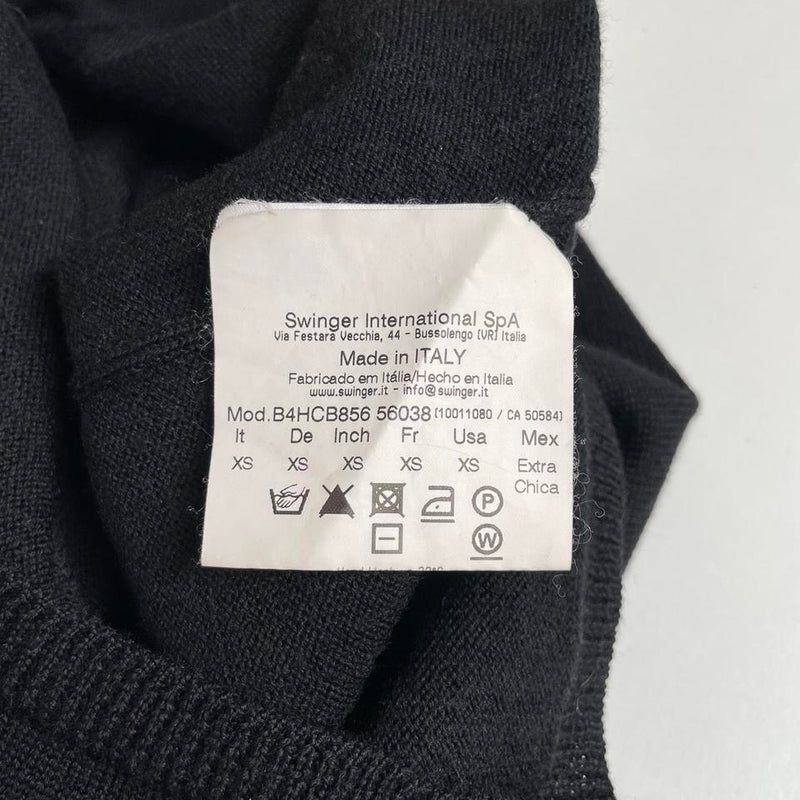 Swinger International SpA
Via Festara Vecchia, 44 - Bussolengo (VR) Italia
Made in ITALY
Fabricado em Itália/Hecho en Italia
www.swinger.it - info@swinger.it
Mod.B4HCB856 56038 [10011080 / CA 50584]
It De Inch Fr Usa Mex
XS XS XS XS XS Extra Chica
P
W